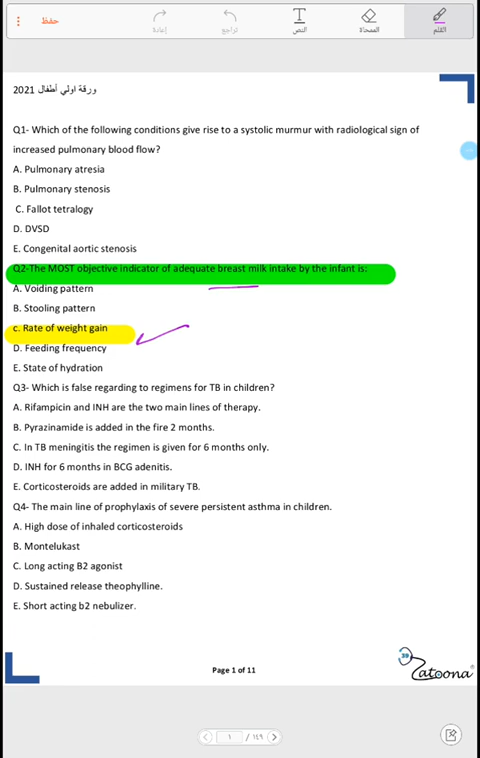 حفظ
إعادة
تراجع
النص
الممحاة
القلم
ورقة اولي أطفال 2021
Q1- Which of the following conditions give rise to a systolic murmur with radiological sign of
increased pulmonary blood flow?
A. Pulmonary atresia
B. Pulmonary stenosis
C. Fallot tetralogy
D. DVSD
E. Congenital aortic stenosis
Q2-The MOST objective indicator of adequate breast milk intake by the infant is:
A. Voiding pattern
B. Stooling pattern
c. Rate of weight gain
D. Feeding frequency
E. State of hydration
Q3- Which is false regarding to regimens for TB in children?
A. Rifampicin and INH are the two main lines of therapy.
B. Pyrazinamide is added in the fire 2 months.
C. In TB meningitis the regimen is given for 6 months only.
D. INH for 6 months in BCG adenitis.
E. Corticosteroids are added in military TB.
Q4- The main line of prophylaxis of severe persistent asthma in children.
A. High dose of inhaled corticosteroids
B. Montelukast
C. Long acting B2 agonist
D. Sustained release theophylline.
E. Short acting b2 nebulizer.
Page 1 of 11
39
Zatoona
١ / ١٤٩